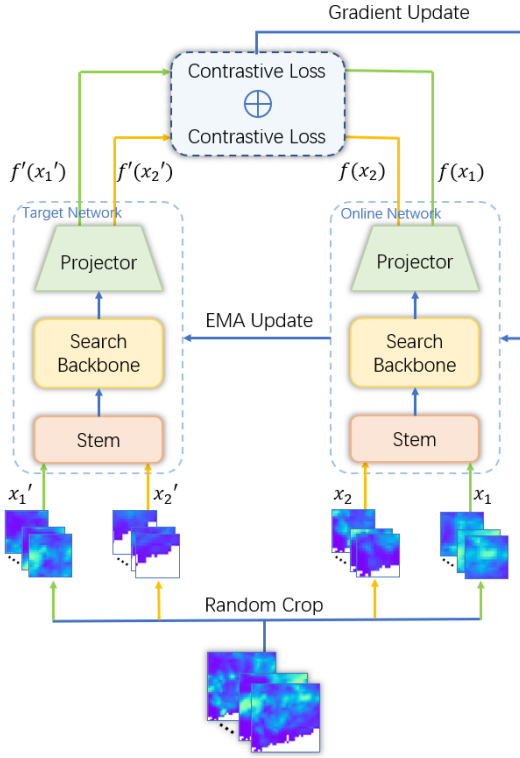 Gradient Update
Contrastive Loss
⊕
Contrastive Loss
f′(x₁′) f′(x₂′) f(x₂) f(x₁)
Target Network Online Network
Projector Projector
EMA Update
Search
Backbone
Search
Backbone
Stem Stem
x₁′ x₂′ x₂ x₁
... ... ... ...
Random Crop
...